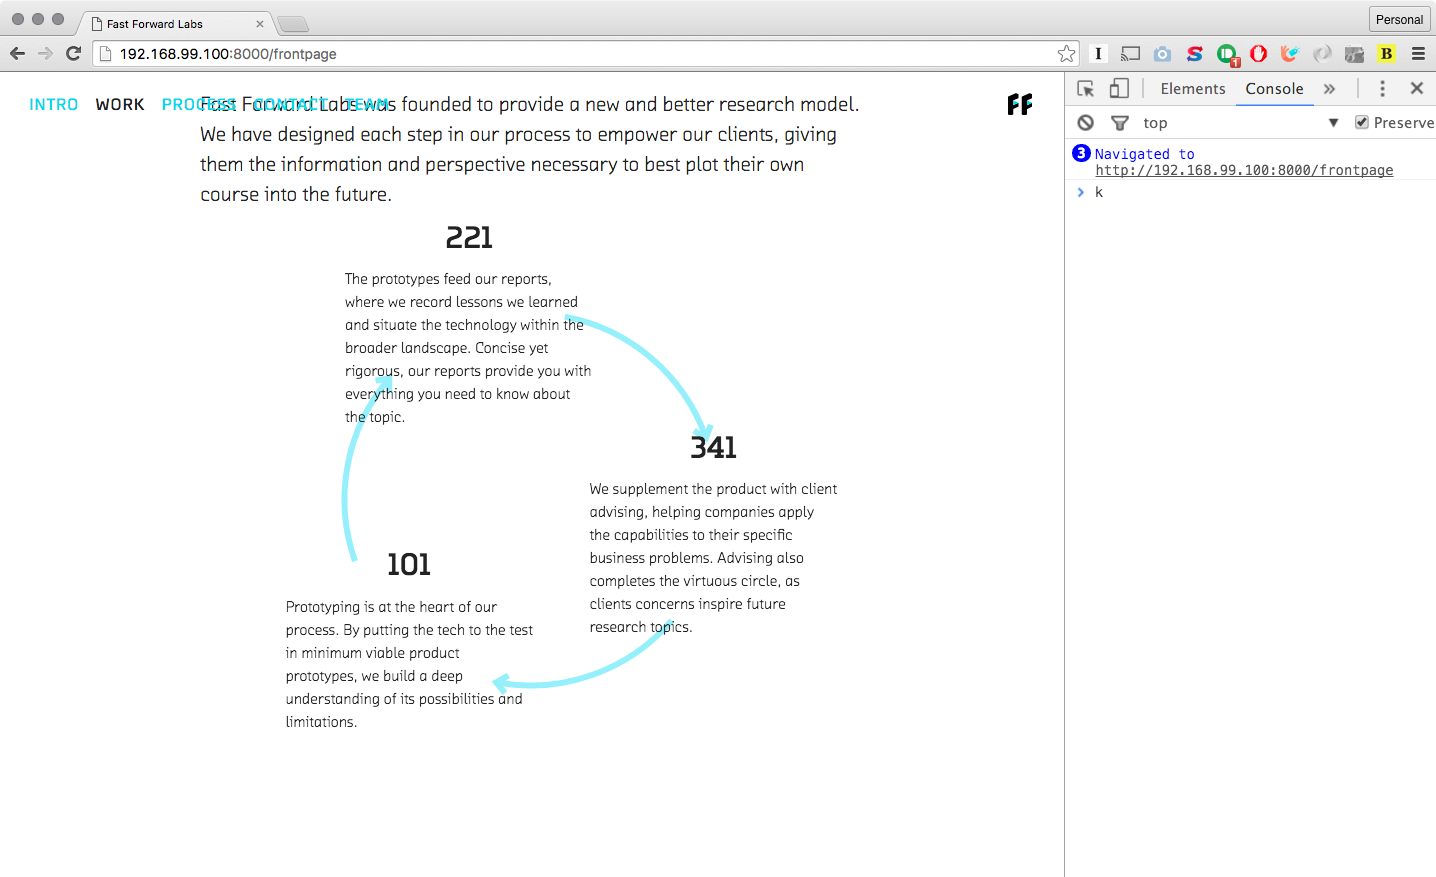 Fast Forward Labs
Personal
192.168.99.100:8000/frontpage
I
S
1
B
INTRO WORK PROCESS CONTACT TEAM
FF
Fast Forward Labs was founded to provide a new and better research model.
We have designed each step in our process to empower our clients, giving
them the information and perspective necessary to best plot their own
course into the future.
221
The prototypes feed our reports,
where we record lessons we learned
and situate the technology within the
broader landscape. Concise yet
rigorous, our reports provide you with
everything you need to know about
the topic.
341
We supplement the product with client
advising, helping companies apply
the capabilities to their specific
business problems. Advising also
completes the virtuous circle, as
clients concerns inspire future
research topics.
101
Prototyping is at the heart of our
process. By putting the tech to the test
in minimum viable product
prototypes, we build a deep
understanding of its possibilities and
limitations.
Elements Console »
top Preserve
3 Navigated to
http://192.168.99.100:8000/frontpage
k